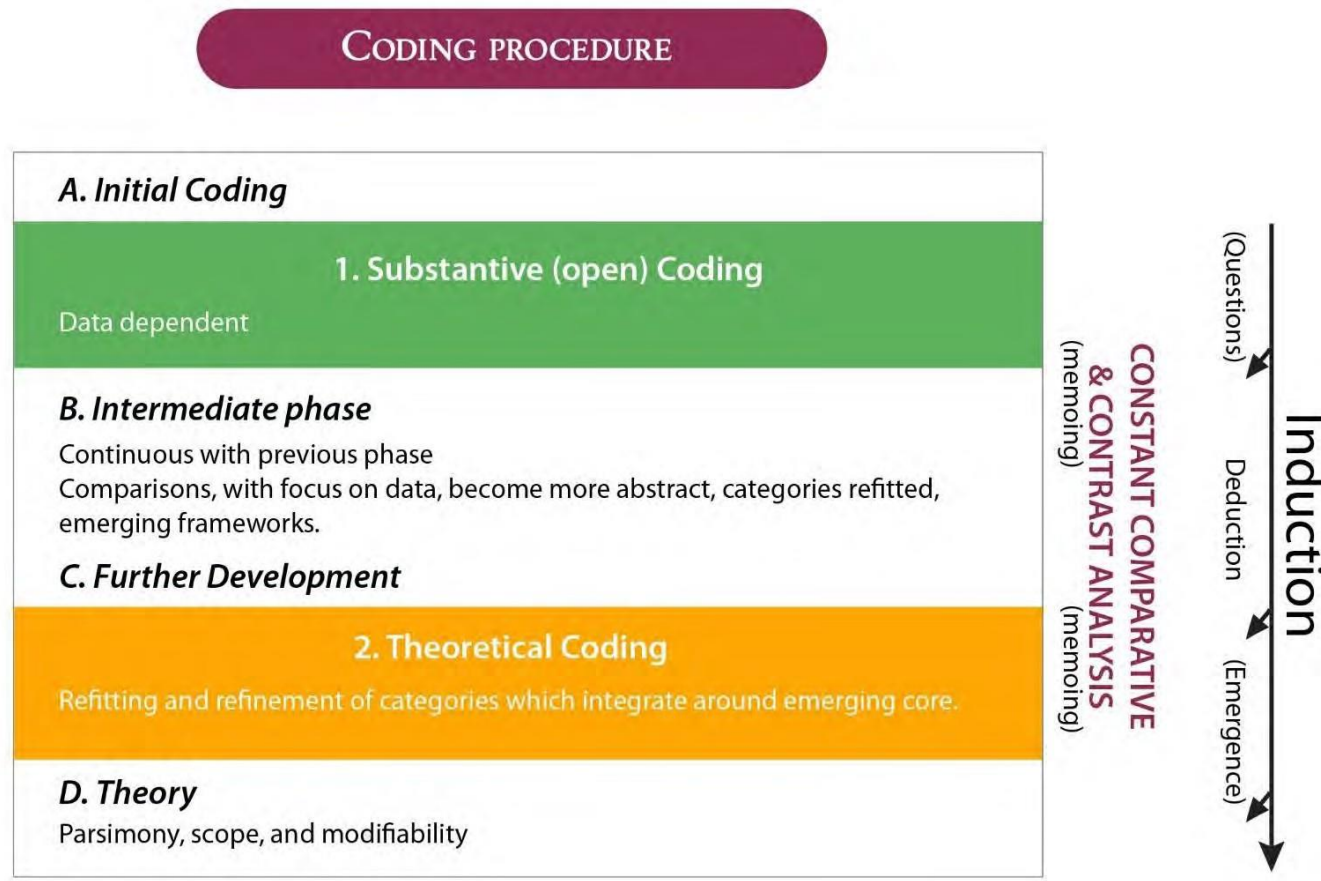 CODING PROCEDURE
A. Initial Coding
1. Substantive (open) Coding
Data dependent
B. Intermediate phase
Continuous with previous phase
Comparisons, with focus on data, become more abstract, categories refitted,
emerging frameworks.
C. Further Development
2. Theoretical Coding
Refitting and refinement of categories which integrate around emerging core.
D. Theory
Parsimony, scope, and modifiability
CONSTANT COMPARATIVE
& CONTRAST ANALYSIS
(memoing)
(memoing)
Induction
(Questions)
Deduction
(Emergence)